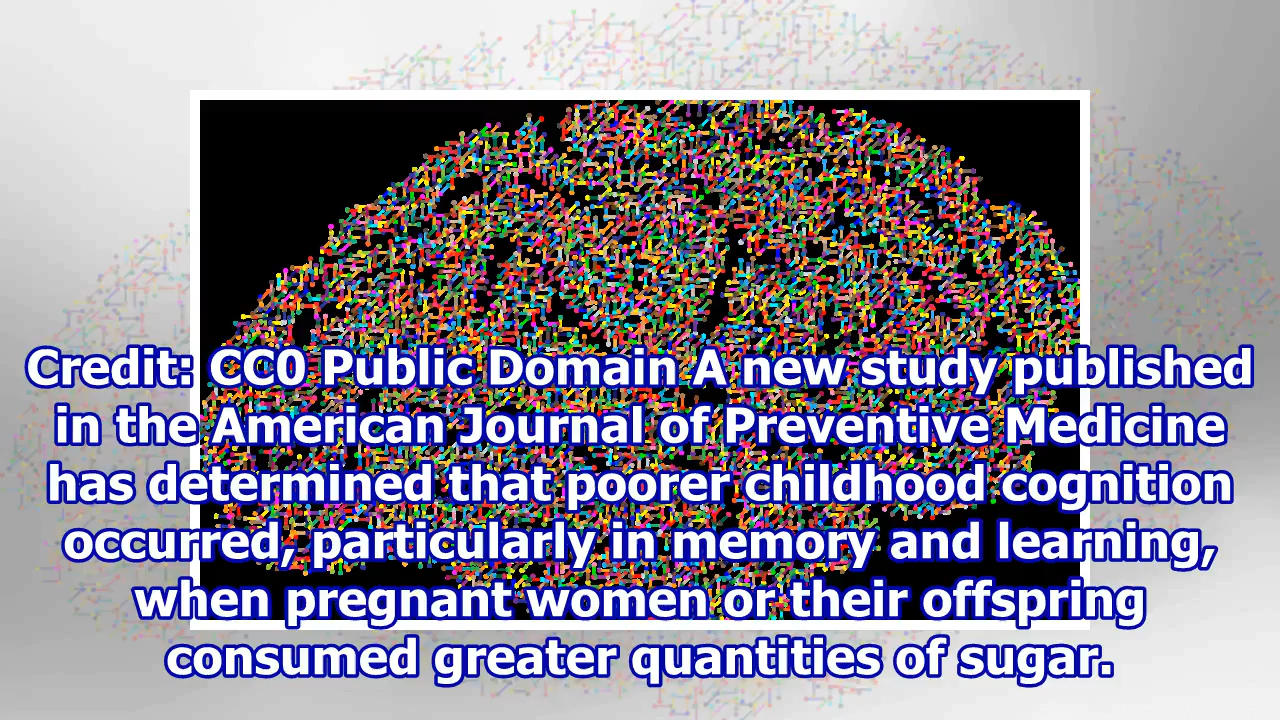 Credit: CC0 Public Domain A new study published
in the American Journal of Preventive Medicine
has determined that poorer childhood cognition
occurred, particularly in memory and learning,
when pregnant women or their offspring
consumed greater quantities of sugar.